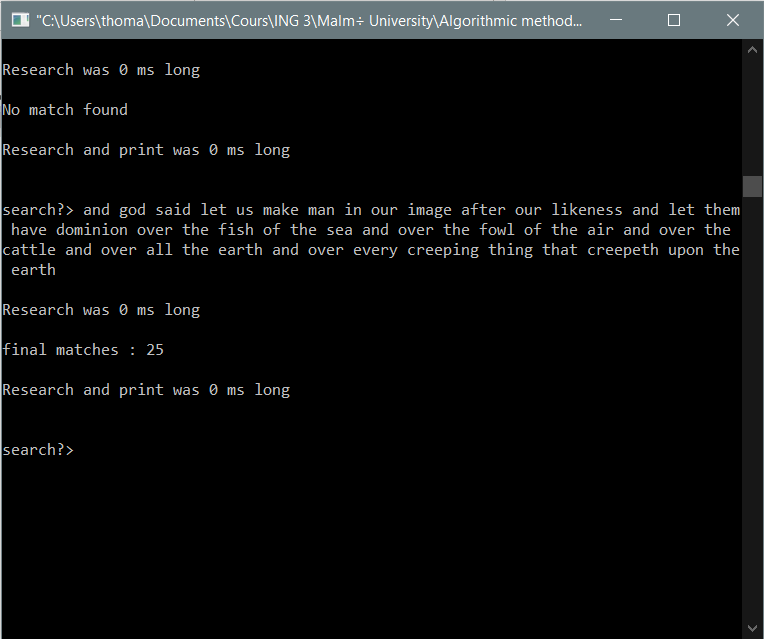 "C:\Users\thoma\Documents\Cours\ING 3\Malm÷ University\Algorithmic method...
Research was 0 ms long
No match found
Research and print was 0 ms long
search?> and god said let us make man in our image after our likeness and let them
have dominion over the fish of the sea and over the fowl of the air and over the
cattle and over all the earth and over every creeping thing that creepeth upon the
earth
Research was 0 ms long
final matches : 25
Research and print was 0 ms long
search?>